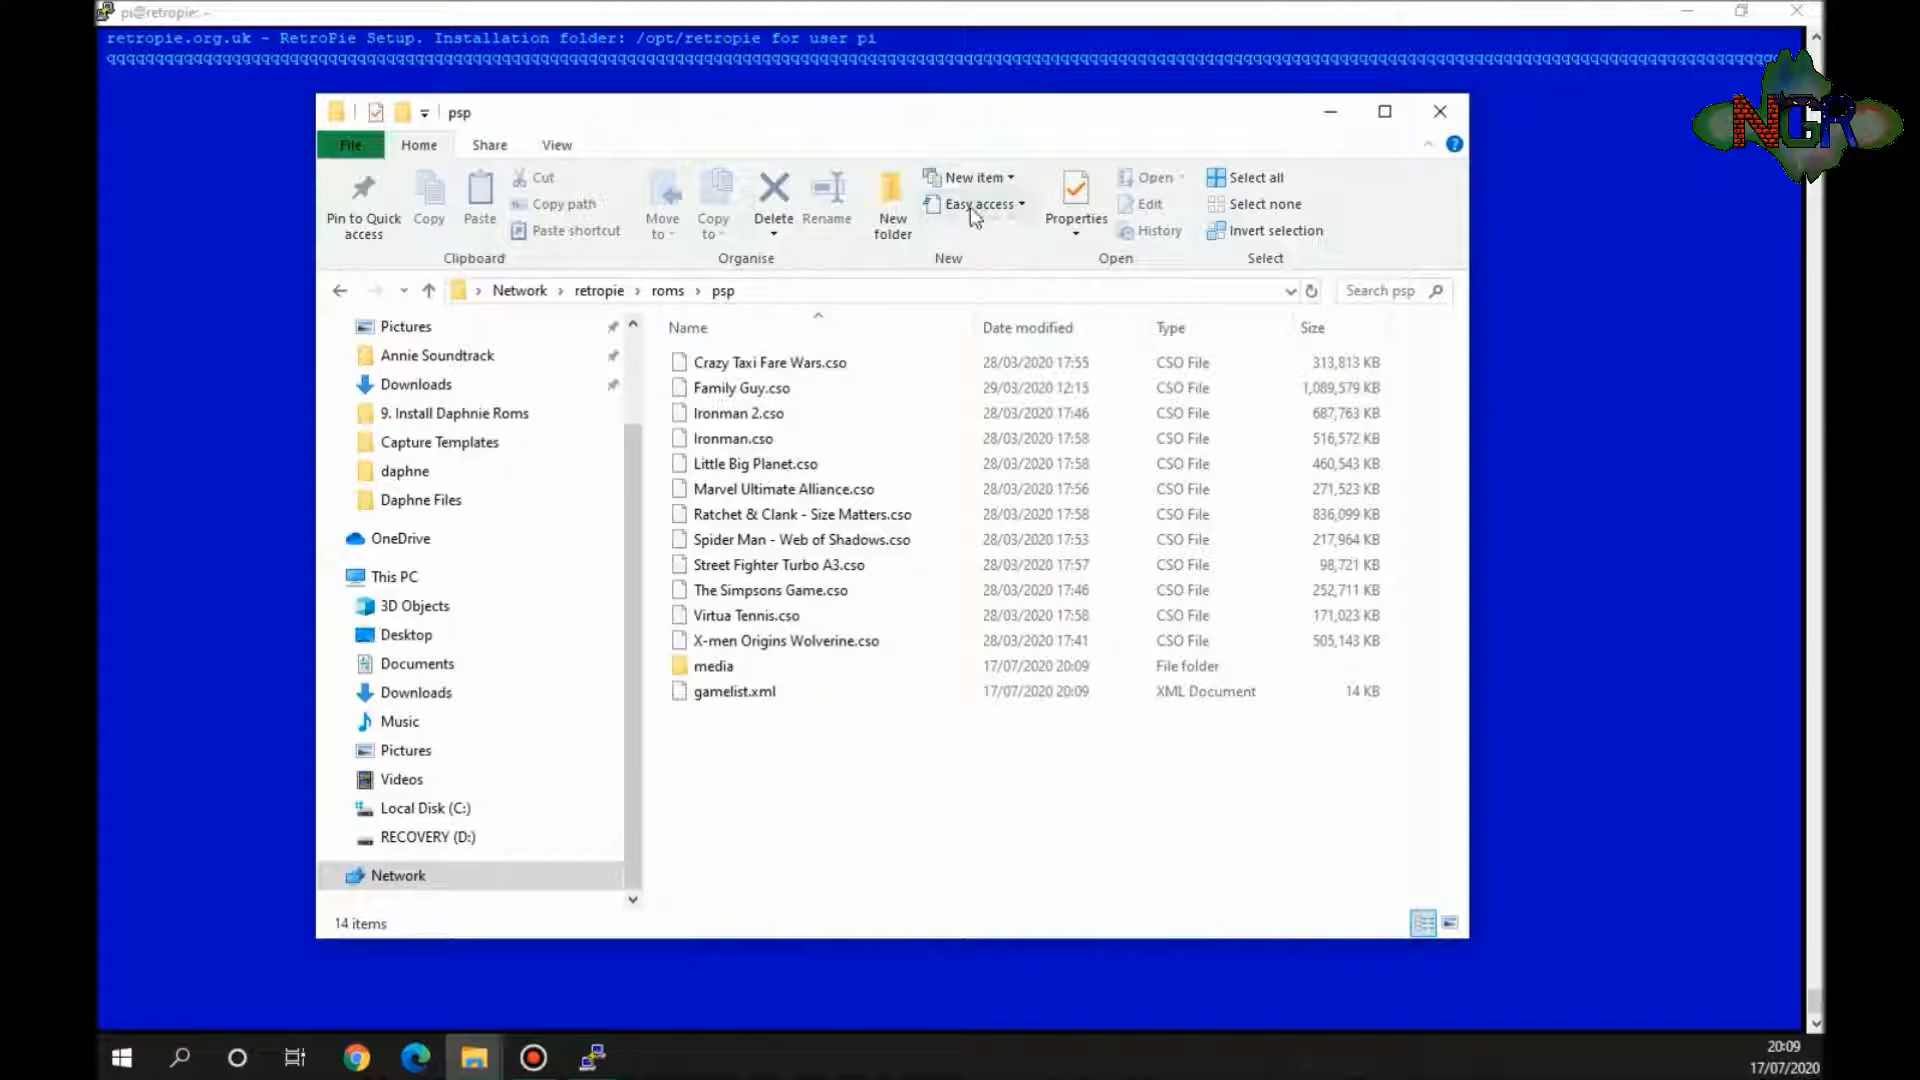 pi@retropie: ~
retropie.org.uk - RetroPie Setup. Installation folder: /opt/retropie for user pi
NGR
psp
File Home Share View
Pin to Quick access
Copy
Paste
Cut
Copy path
Paste shortcut
Clipboard
Move to
Copy to
Delete
Rename
Organise
New folder
New item
Easy access
New
Properties
Open
Edit
History
Open
Select all
Select none
Invert selection
Select
Network retropie roms psp
Search psp
Name Date modified Type Size
Pictures
Annie Soundtrack
Downloads
9. Install Daphnie Roms
Capture Templates
daphne
Daphne Files
OneDrive
This PC
3D Objects
Desktop
Documents
Downloads
Music
Pictures
Videos
Local Disk (C:)
RECOVERY (D:)
Network
Crazy Taxi Fare Wars.cso 28/03/2020 17:55 CSO File 313,813 KB
Family Guy.cso 29/03/2020 12:15 CSO File 1,089,579 KB
Ironman 2.cso 28/03/2020 17:46 CSO File 687,763 KB
Ironman.cso 28/03/2020 17:58 CSO File 516,572 KB
Little Big Planet.cso 28/03/2020 17:58 CSO File 460,543 KB
Marvel Ultimate Alliance.cso 28/03/2020 17:56 CSO File 271,523 KB
Ratchet & Clank - Size Matters.cso 28/03/2020 17:58 CSO File 836,099 KB
Spider Man - Web of Shadows.cso 28/03/2020 17:53 CSO File 217,964 KB
Street Fighter Turbo A3.cso 28/03/2020 17:57 CSO File 98,721 KB
The Simpsons Game.cso 28/03/2020 17:46 CSO File 252,711 KB
Virtua Tennis.cso 28/03/2020 17:58 CSO File 171,023 KB
X-men Origins Wolverine.cso 28/03/2020 17:41 CSO File 505,143 KB
media 17/07/2020 20:09 File folder
gamelist.xml 17/07/2020 20:09 XML Document 14 KB
14 items
20:09
17/07/2020